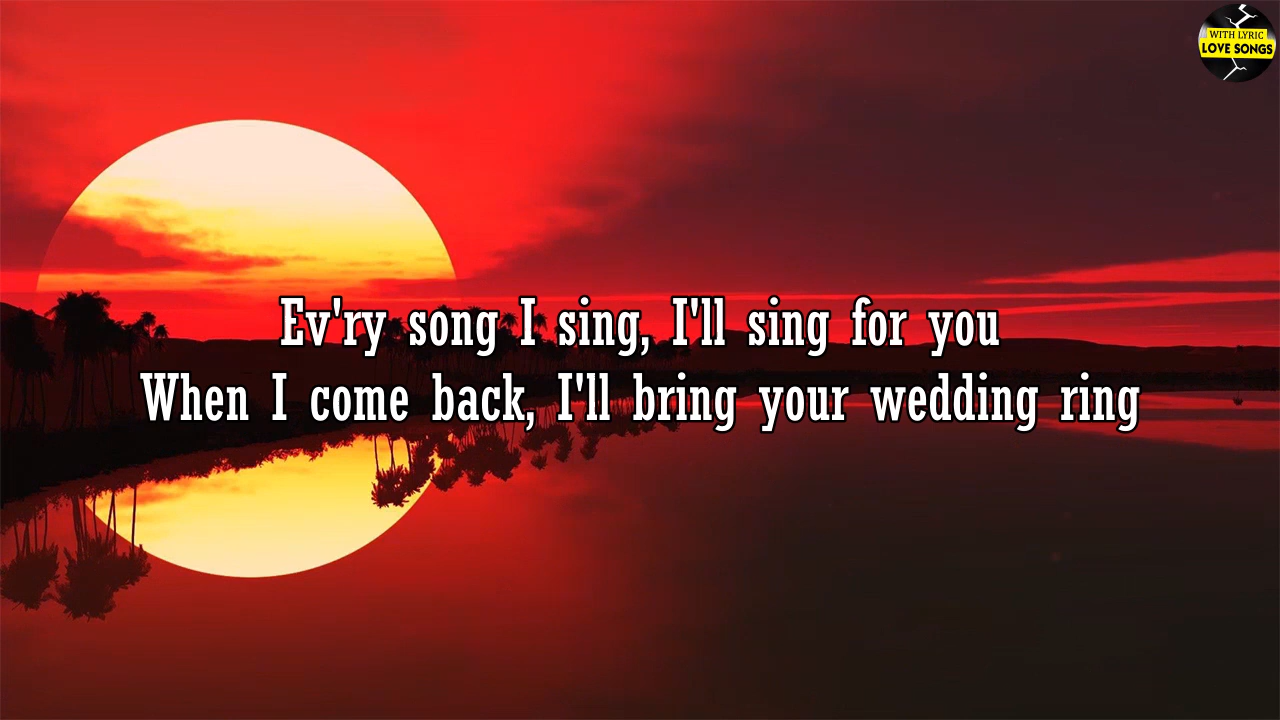 WITH LYRIC
LOVE SONGS
Ev'ry song I sing, I'll sing for you
When I come back, I'll bring your wedding ring